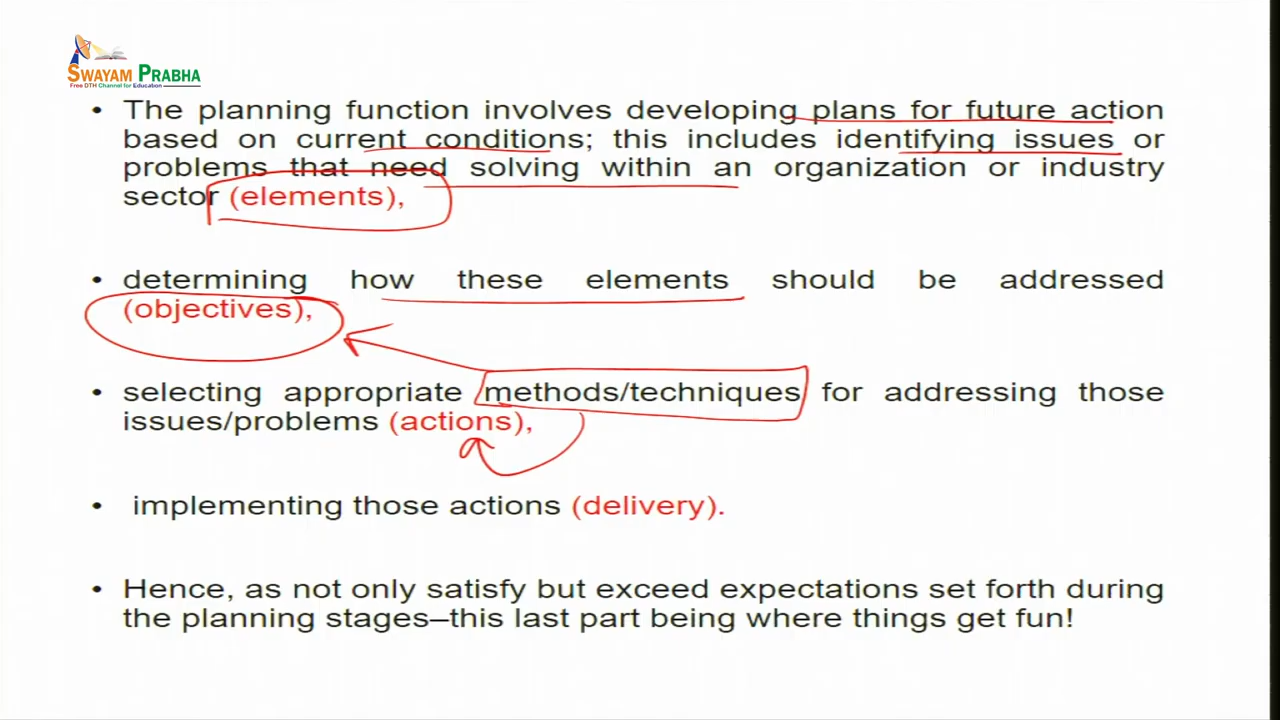 SWAYAM PRABHA
Free DTH Channel for Education
• The planning function involves developing plans for future action
based on current conditions; this includes identifying issues or
problems that need solving within an organization or industry
sector (elements),
• determining how these elements should be addressed
(objectives),
• selecting appropriate methods/techniques for addressing those
issues/problems (actions),
• implementing those actions (delivery).
• Hence, as not only satisfy but exceed expectations set forth during
the planning stages–this last part being where things get fun!